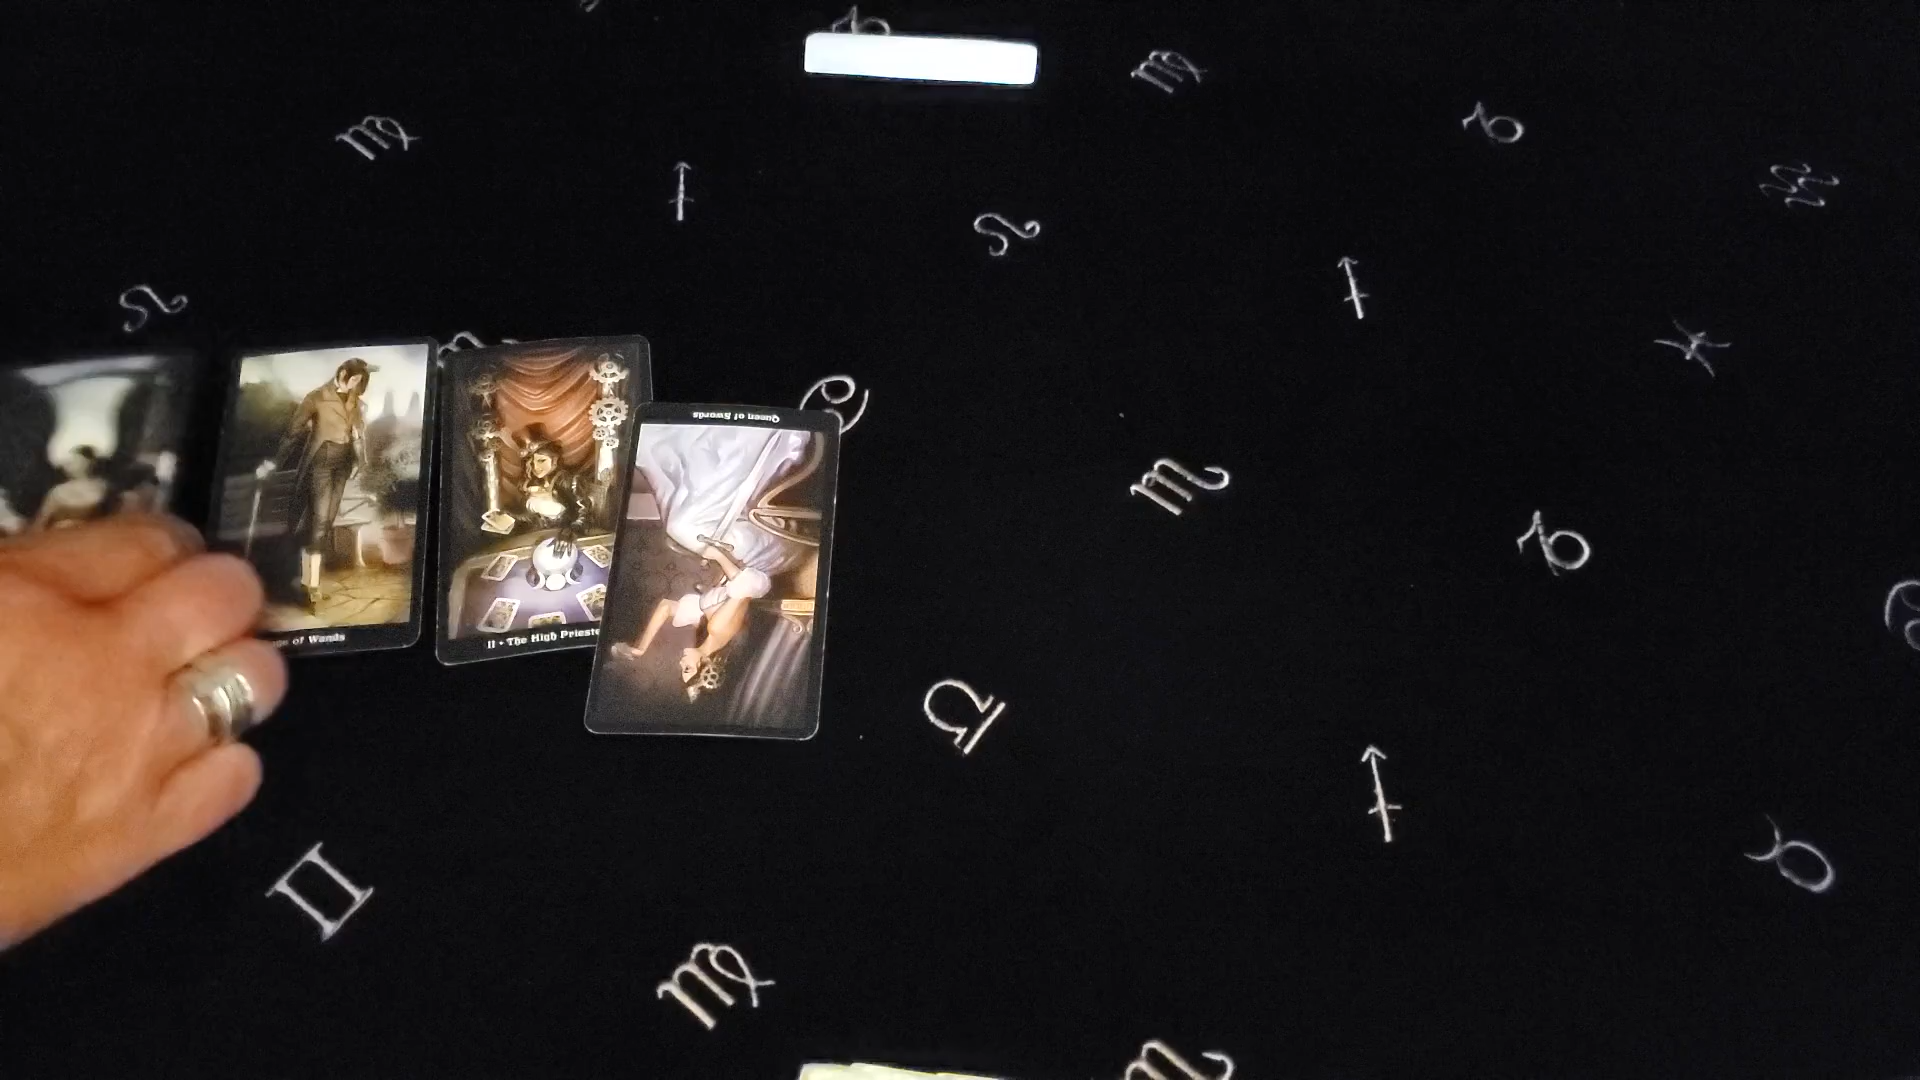 of Wands
II • The High Prieste
Queen of Swords